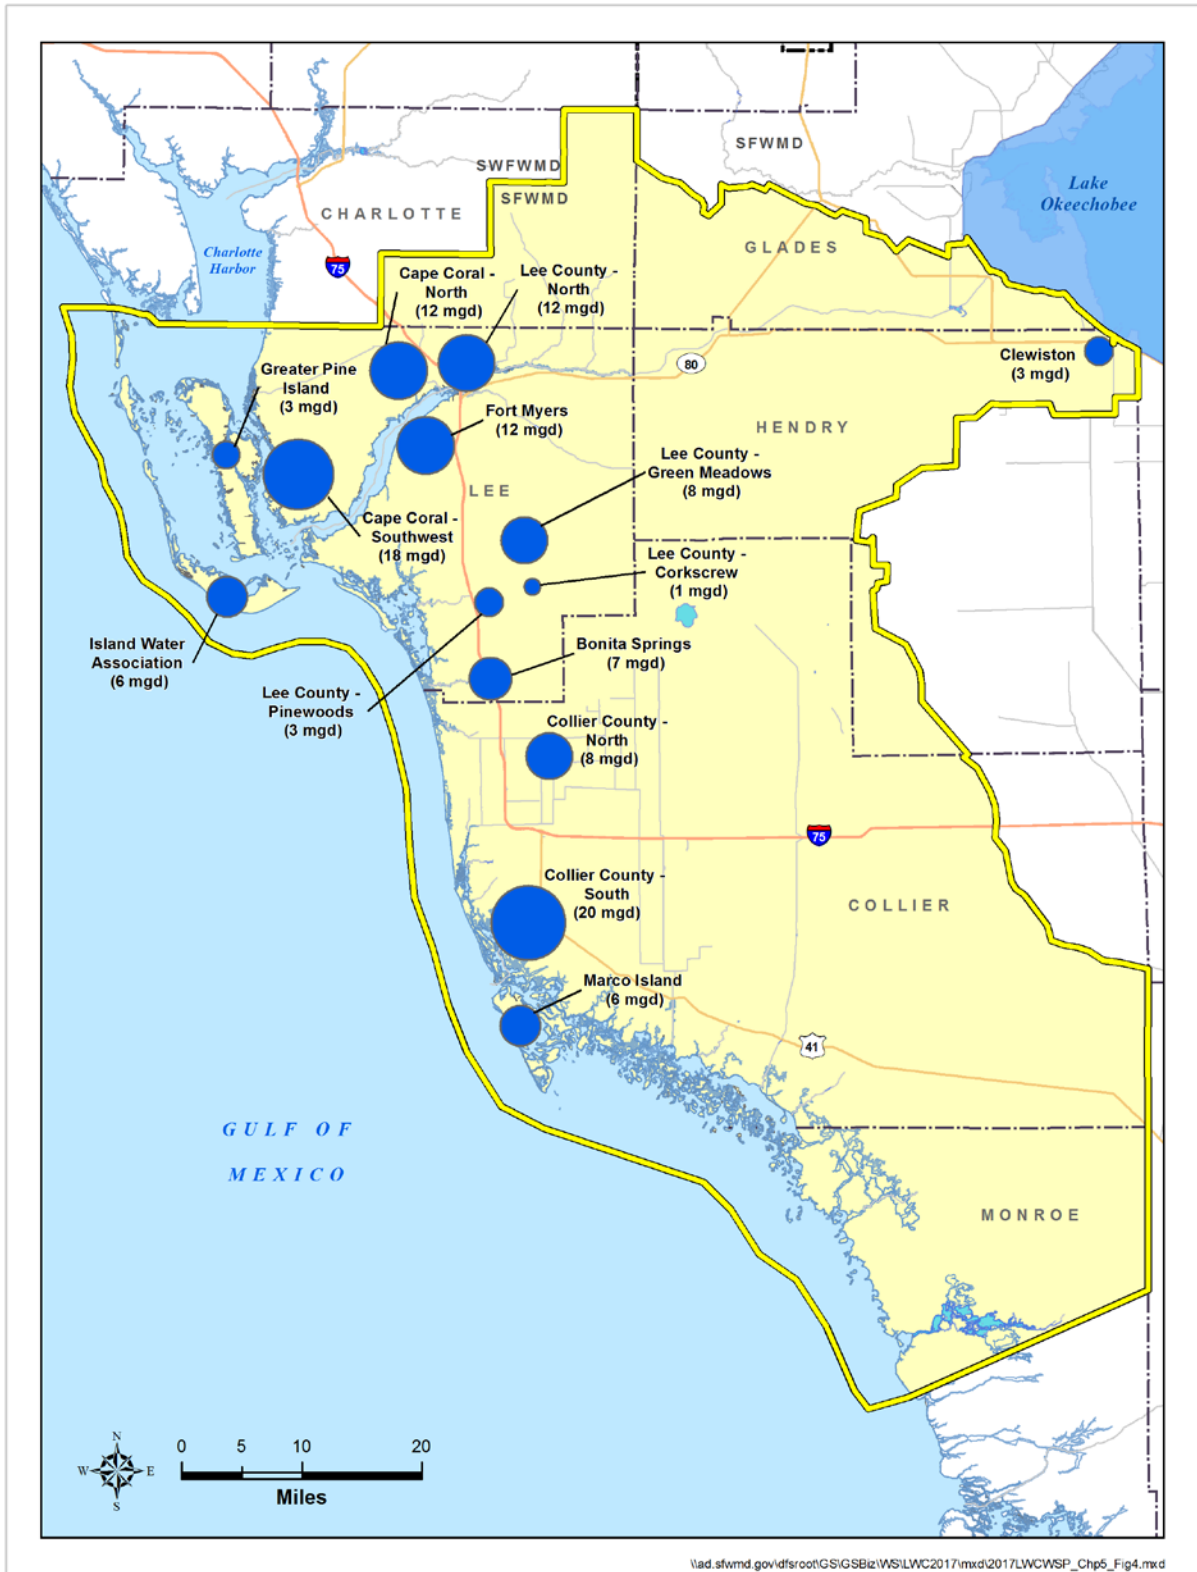 SFWMD
SWFWMD
SFWMD
Lake
Okeechobee
CHARLOTTE
GLADES
Charlotte
Harbor
75
Cape Coral -
North
(12 mgd)
Lee County -
North
(12 mgd)
Clewiston
(3 mgd)
80
Greater Pine
Island
(3 mgd)
Fort Myers
(12 mgd)
HENDRY
Lee County -
Green Meadows
(8 mgd)
LEE
Cape Coral -
Southwest
(18 mgd)
Lee County -
Corkscrew
(1 mgd)
Island Water
Association
(6 mgd)
Bonita Springs
(7 mgd)
Lee County -
Pinewoods
(3 mgd)
Collier County -
North
(8 mgd)
75
Collier County -
South
(20 mgd)
COLLIER
Marco Island
(6 mgd)
41
GULF OF
MEXICO
MONROE
N
W E
S
0 5 10 20
Miles
\\ad.sfwmd.gov\dfsroot\GS\GSBiz\WS\LWC2017\mxd\2017LWCWSP_Chp5_Fig4.mxd